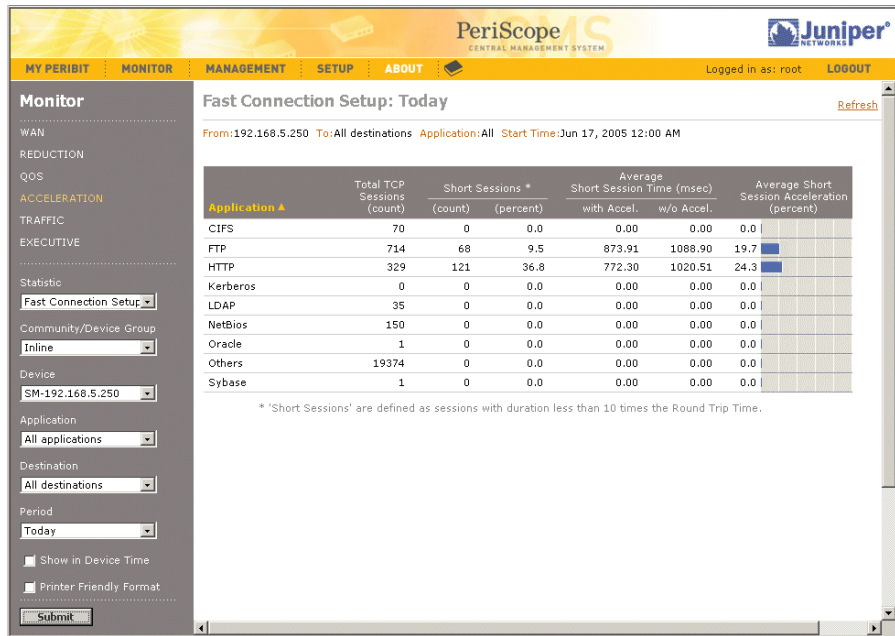 PeriScope
CENTRAL MANAGEMENT SYSTEM
CMS
Juniper®
NETWORKS
MY PERIBIT MONITOR MANAGEMENT SETUP ABOUT Logged in as: root LOGOUT
Monitor
WAN
REDUCTION
QOS
ACCELERATION
TRAFFIC
EXECUTIVE
Statistic
Fast Connection Setup
Community/Device Group
Inline
Device
SM-192.168.5.250
Application
All applications
Destination
All destinations
Period
Today
Show in Device Time
Printer Friendly Format
Submit
Fast Connection Setup: Today
Refresh
From:192.168.5.250 To:All destinations Application:All Start Time:Jun 17, 2005 12:00 AM
Application Total TCP Sessions (count) Short Sessions * (count) (percent) Average Short Session Time (msec) with Accel. w/o Accel. Average Short Session Acceleration (percent)
CIFS 70 0 0.0 0.00 0.00 0.0
FTP 714 68 9.5 873.91 1088.90 19.7
HTTP 329 121 36.8 772.30 1020.51 24.3
Kerberos 0 0 0.0 0.00 0.00 0.0
LDAP 35 0 0.0 0.00 0.00 0.0
NetBios 150 0 0.0 0.00 0.00 0.0
Oracle 1 0 0.0 0.00 0.00 0.0
Others 19374 0 0.0 0.00 0.00 0.0
Sybase 1 0 0.0 0.00 0.00 0.0
* 'Short Sessions' are defined as sessions with duration less than 10 times the Round Trip Time.